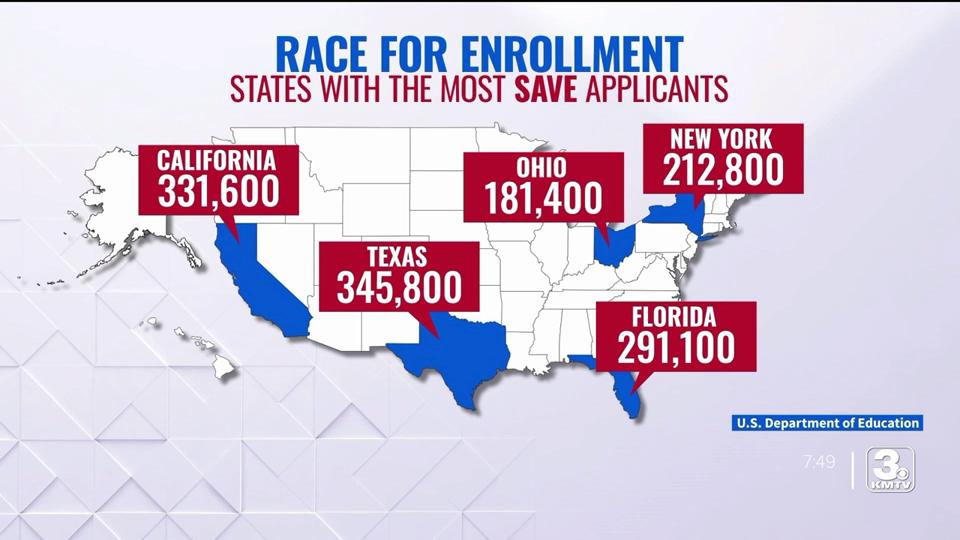 RACE FOR ENROLLMENT
STATES WITH THE MOST SAVE APPLICANTS
CALIFORNIA
331,600
OHIO
181,400
NEW YORK
212,800
TEXAS
345,800
FLORIDA
291,100
U.S. Department of Education
7:49
3
KMTV